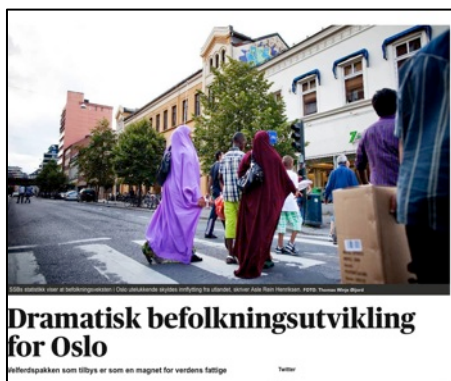 SSBs statistikk viser at befolkningsveksten i Oslo utelukkende skyldes innflytting fra utlandet, skriver Asle Rein Henriksen. FOTO: Thomas Winje Øijord
Dramatisk befolkningsutvikling
for Oslo
Velferdspakken som tilbys er som en magnet for verdens fattige
Twitter